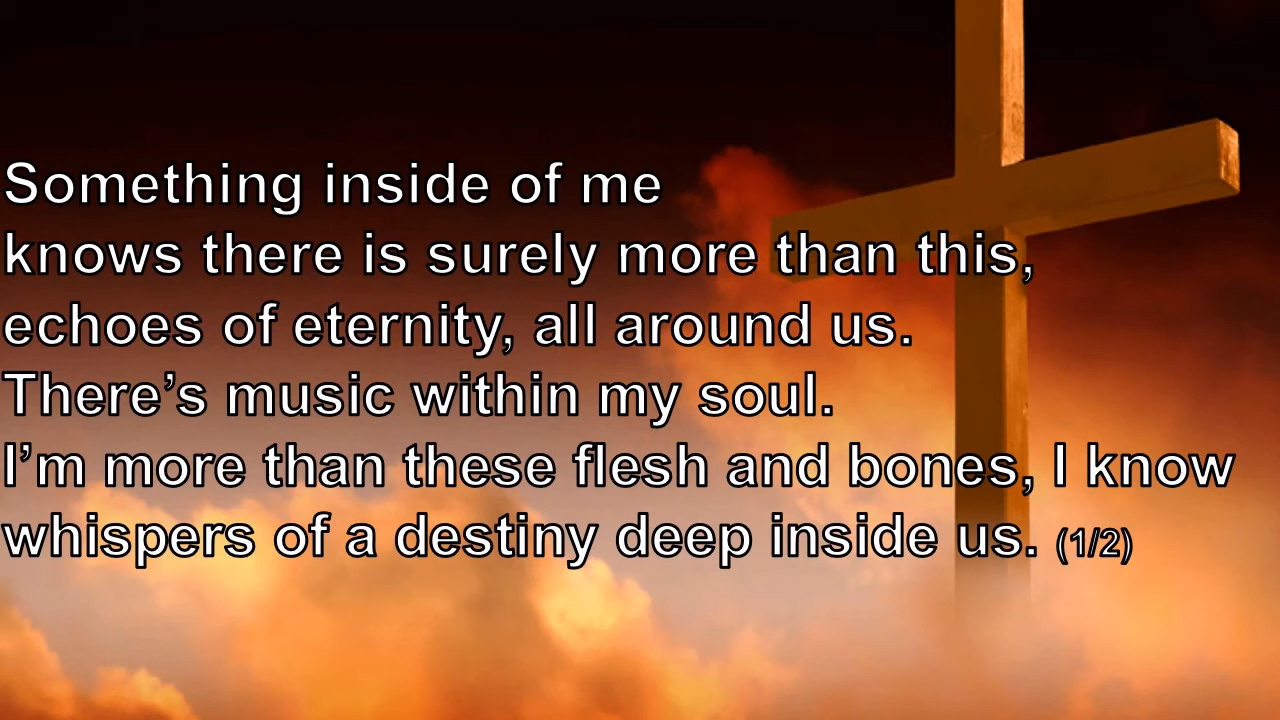 Something inside of me
knows there is surely more than this,
echoes of eternity, all around us.
There’s music within my soul.
I’m more than these flesh and bones, I know
whispers of a destiny deep inside us. (1/2)